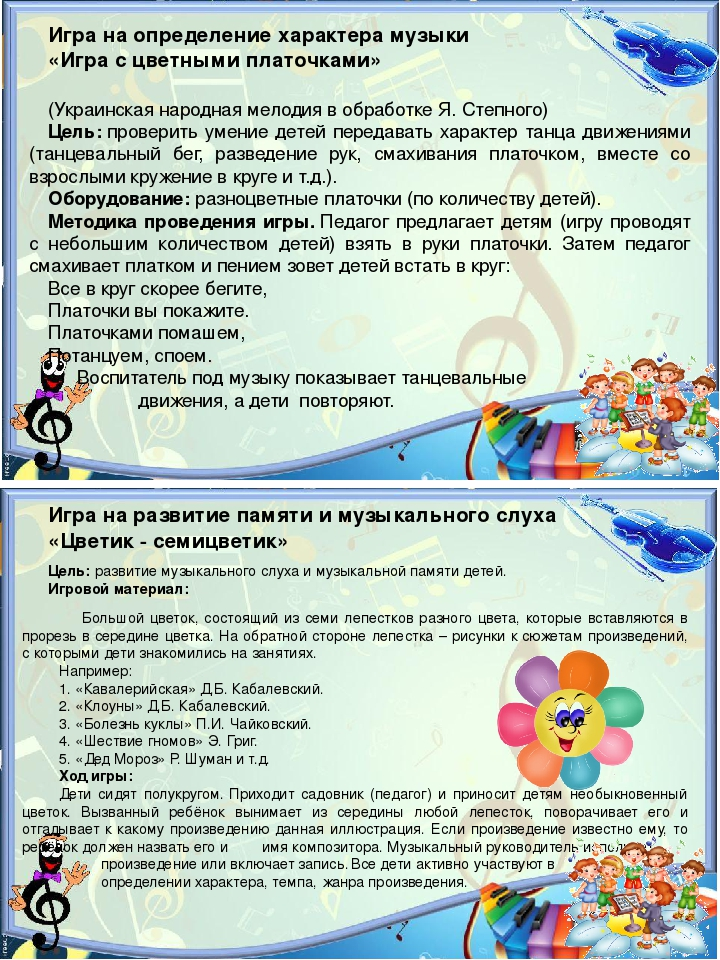 Игра на определение характера музыки
«Игра с цветными платочками»
(Украинская народная мелодия в обработке Я. Степного)
Цель: проверить умение детей передавать характер танца движениями
(танцевальный бег, разведение рук, смахивания платочком, вместе со
взрослыми кружение в круге и т.д.).
Оборудование: разноцветные платочки (по количеству детей).
Методика проведения игры. Педагог предлагает детям (игру проводят
с небольшим количеством детей) взять в руки платочки. Затем педагог
смахивает платком и пением зовет детей встать в круг:
Все в круг скорее бегите,
Платочки вы покажите.
Платочками помашем,
Потанцуем, споем.
Воспитатель под музыку показывает танцевальные
движения, а дети повторяют.
Игра на развитие памяти и музыкального слуха
«Цветик - семицветик»
Цель: развитие музыкального слуха и музыкальной памяти детей.
Игровой материал:
Большой цветок, состоящий из семи лепестков разного цвета, которые вставляются в
прорезь в середине цветка. На обратной стороне лепестка – рисунки к сюжетам произведений,
с которыми дети знакомились на занятиях.
Например:
1. «Кавалерийская» Д.Б. Кабалевский.
2. «Клоуны» Д.Б. Кабалевский.
3. «Болезнь куклы» П.И. Чайковский.
4. «Шествие гномов» Э. Григ.
5. «Дед Мороз» Р. Шуман и т.д.
Ход игры:
Дети сидят полукругом. Приходит садовник (педагог) и приносит детям необыкновенный
цветок. Вызванный ребёнок вынимает из середины любой лепесток, поворачивает его и
отгадывает к какому произведению данная иллюстрация. Если произведение известно ему, то
ребёнок должен назвать его и имя композитора. Музыкальный руководитель
произведение или включает запись. Все дети активно участвуют в
определении характера, темпа, жанра произведения.